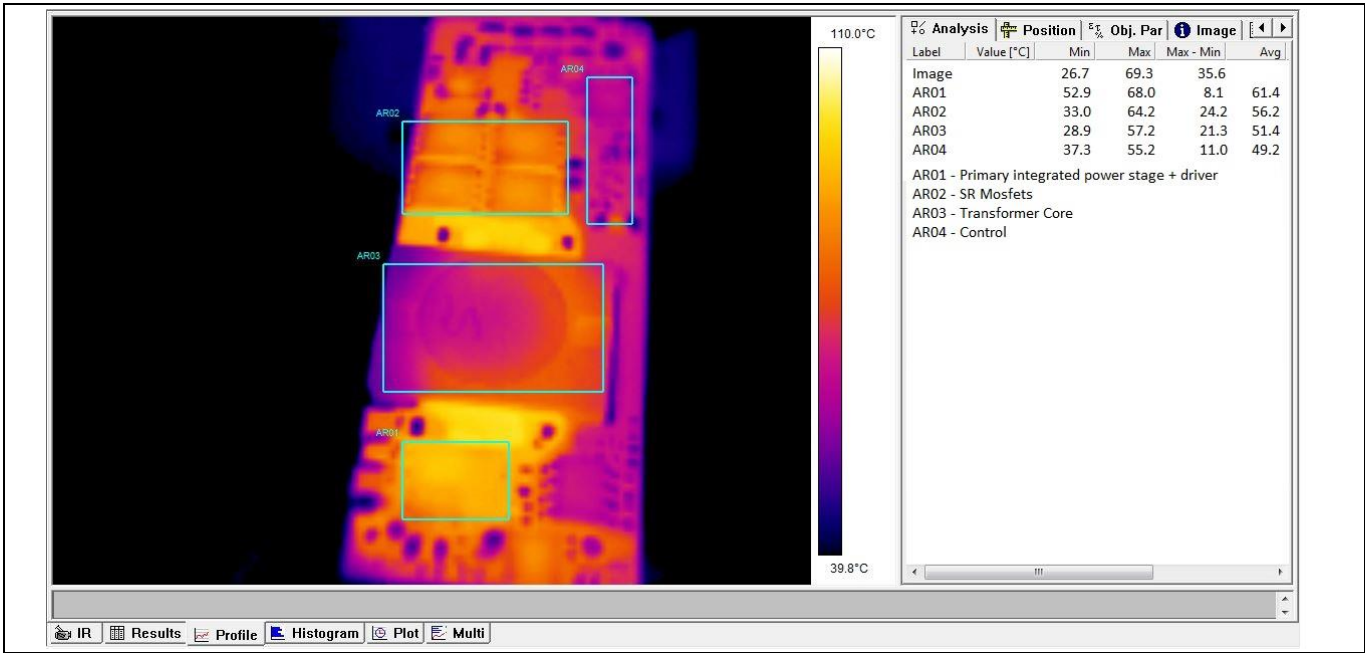 110.0°C
39.8°C
AR04
AR02
AR03
AR01
Analysis Position Obj. Par Image
Label Value [°C] Min Max Max - Min Avg
Image 26.7 69.3 35.6
AR01 52.9 68.0 8.1 61.4
AR02 33.0 64.2 24.2 56.2
AR03 28.9 57.2 21.3 51.4
AR04 37.3 55.2 11.0 49.2
AR01 - Primary integrated power stage + driver
AR02 - SR Mosfets
AR03 - Transformer Core
AR04 - Control
IR Results Profile Histogram Plot Multi